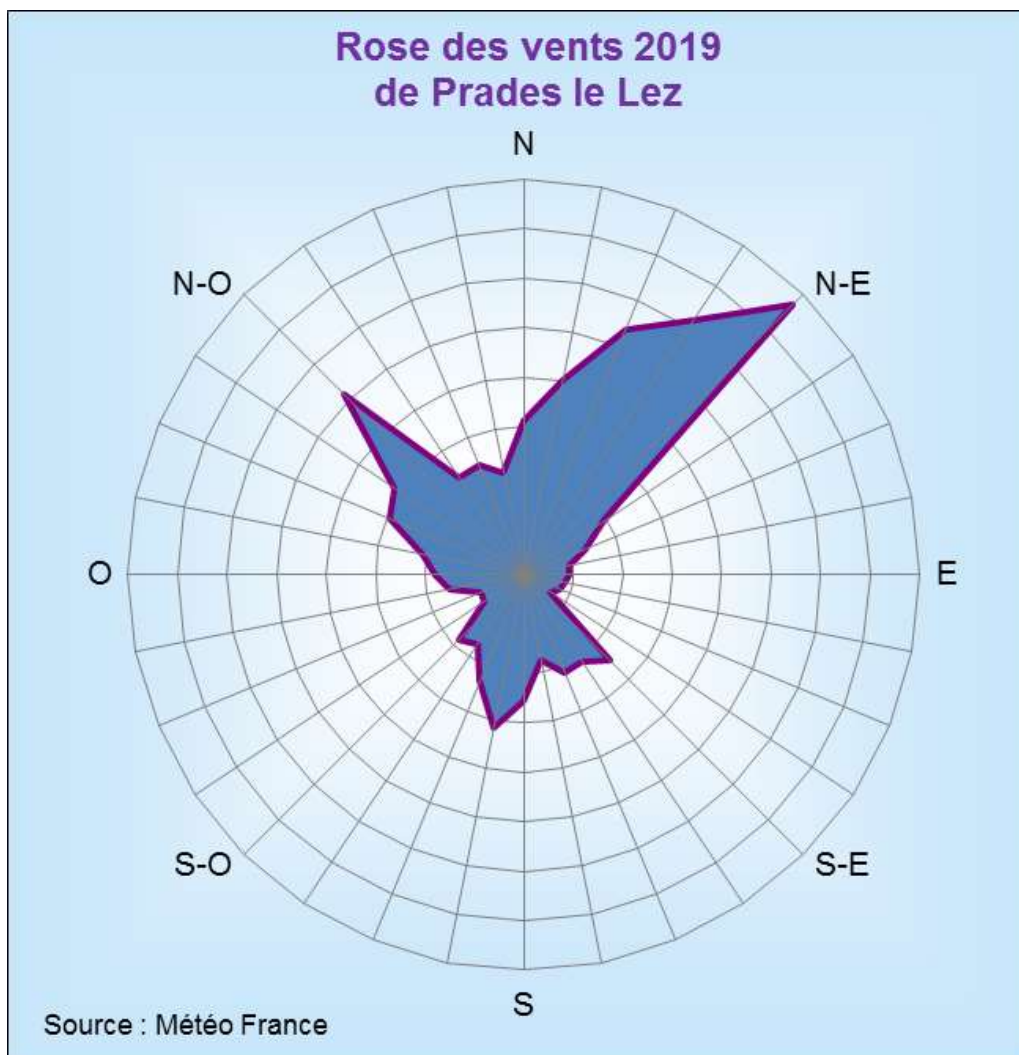 Rose des vents 2019
de Prades le Lez
N
N-O
N-E
O
E
S-O
S-E
S
Source : Météo France